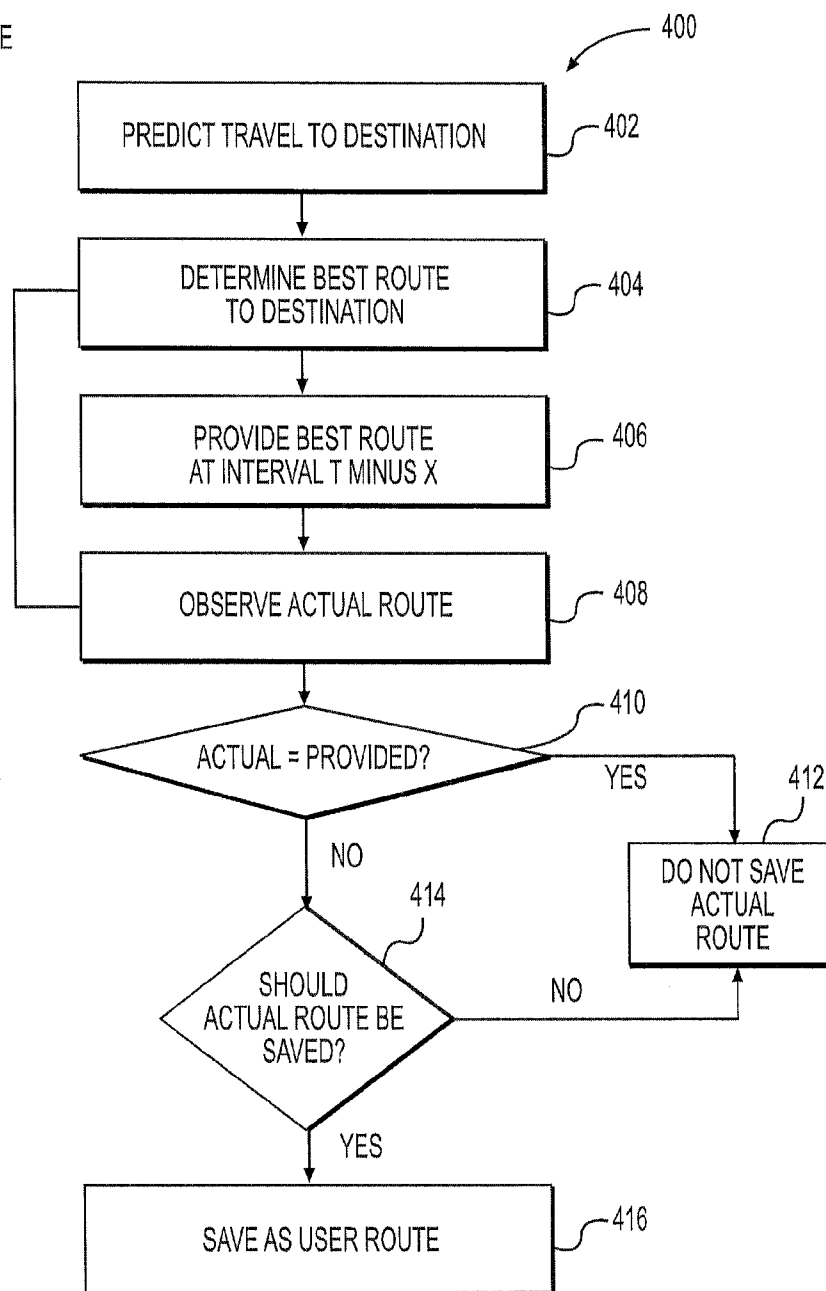 E
400
PREDICT TRAVEL TO DESTINATION
402
DETERMINE BEST ROUTE
TO DESTINATION
404
PROVIDE BEST ROUTE
AT INTERVAL T MINUS X
406
OBSERVE ACTUAL ROUTE
408
410
ACTUAL = PROVIDED?
YES
412
NO
DO NOT SAVE
ACTUAL
ROUTE
414
SHOULD
ACTUAL ROUTE BE
SAVED?
NO
YES
SAVE AS USER ROUTE
416